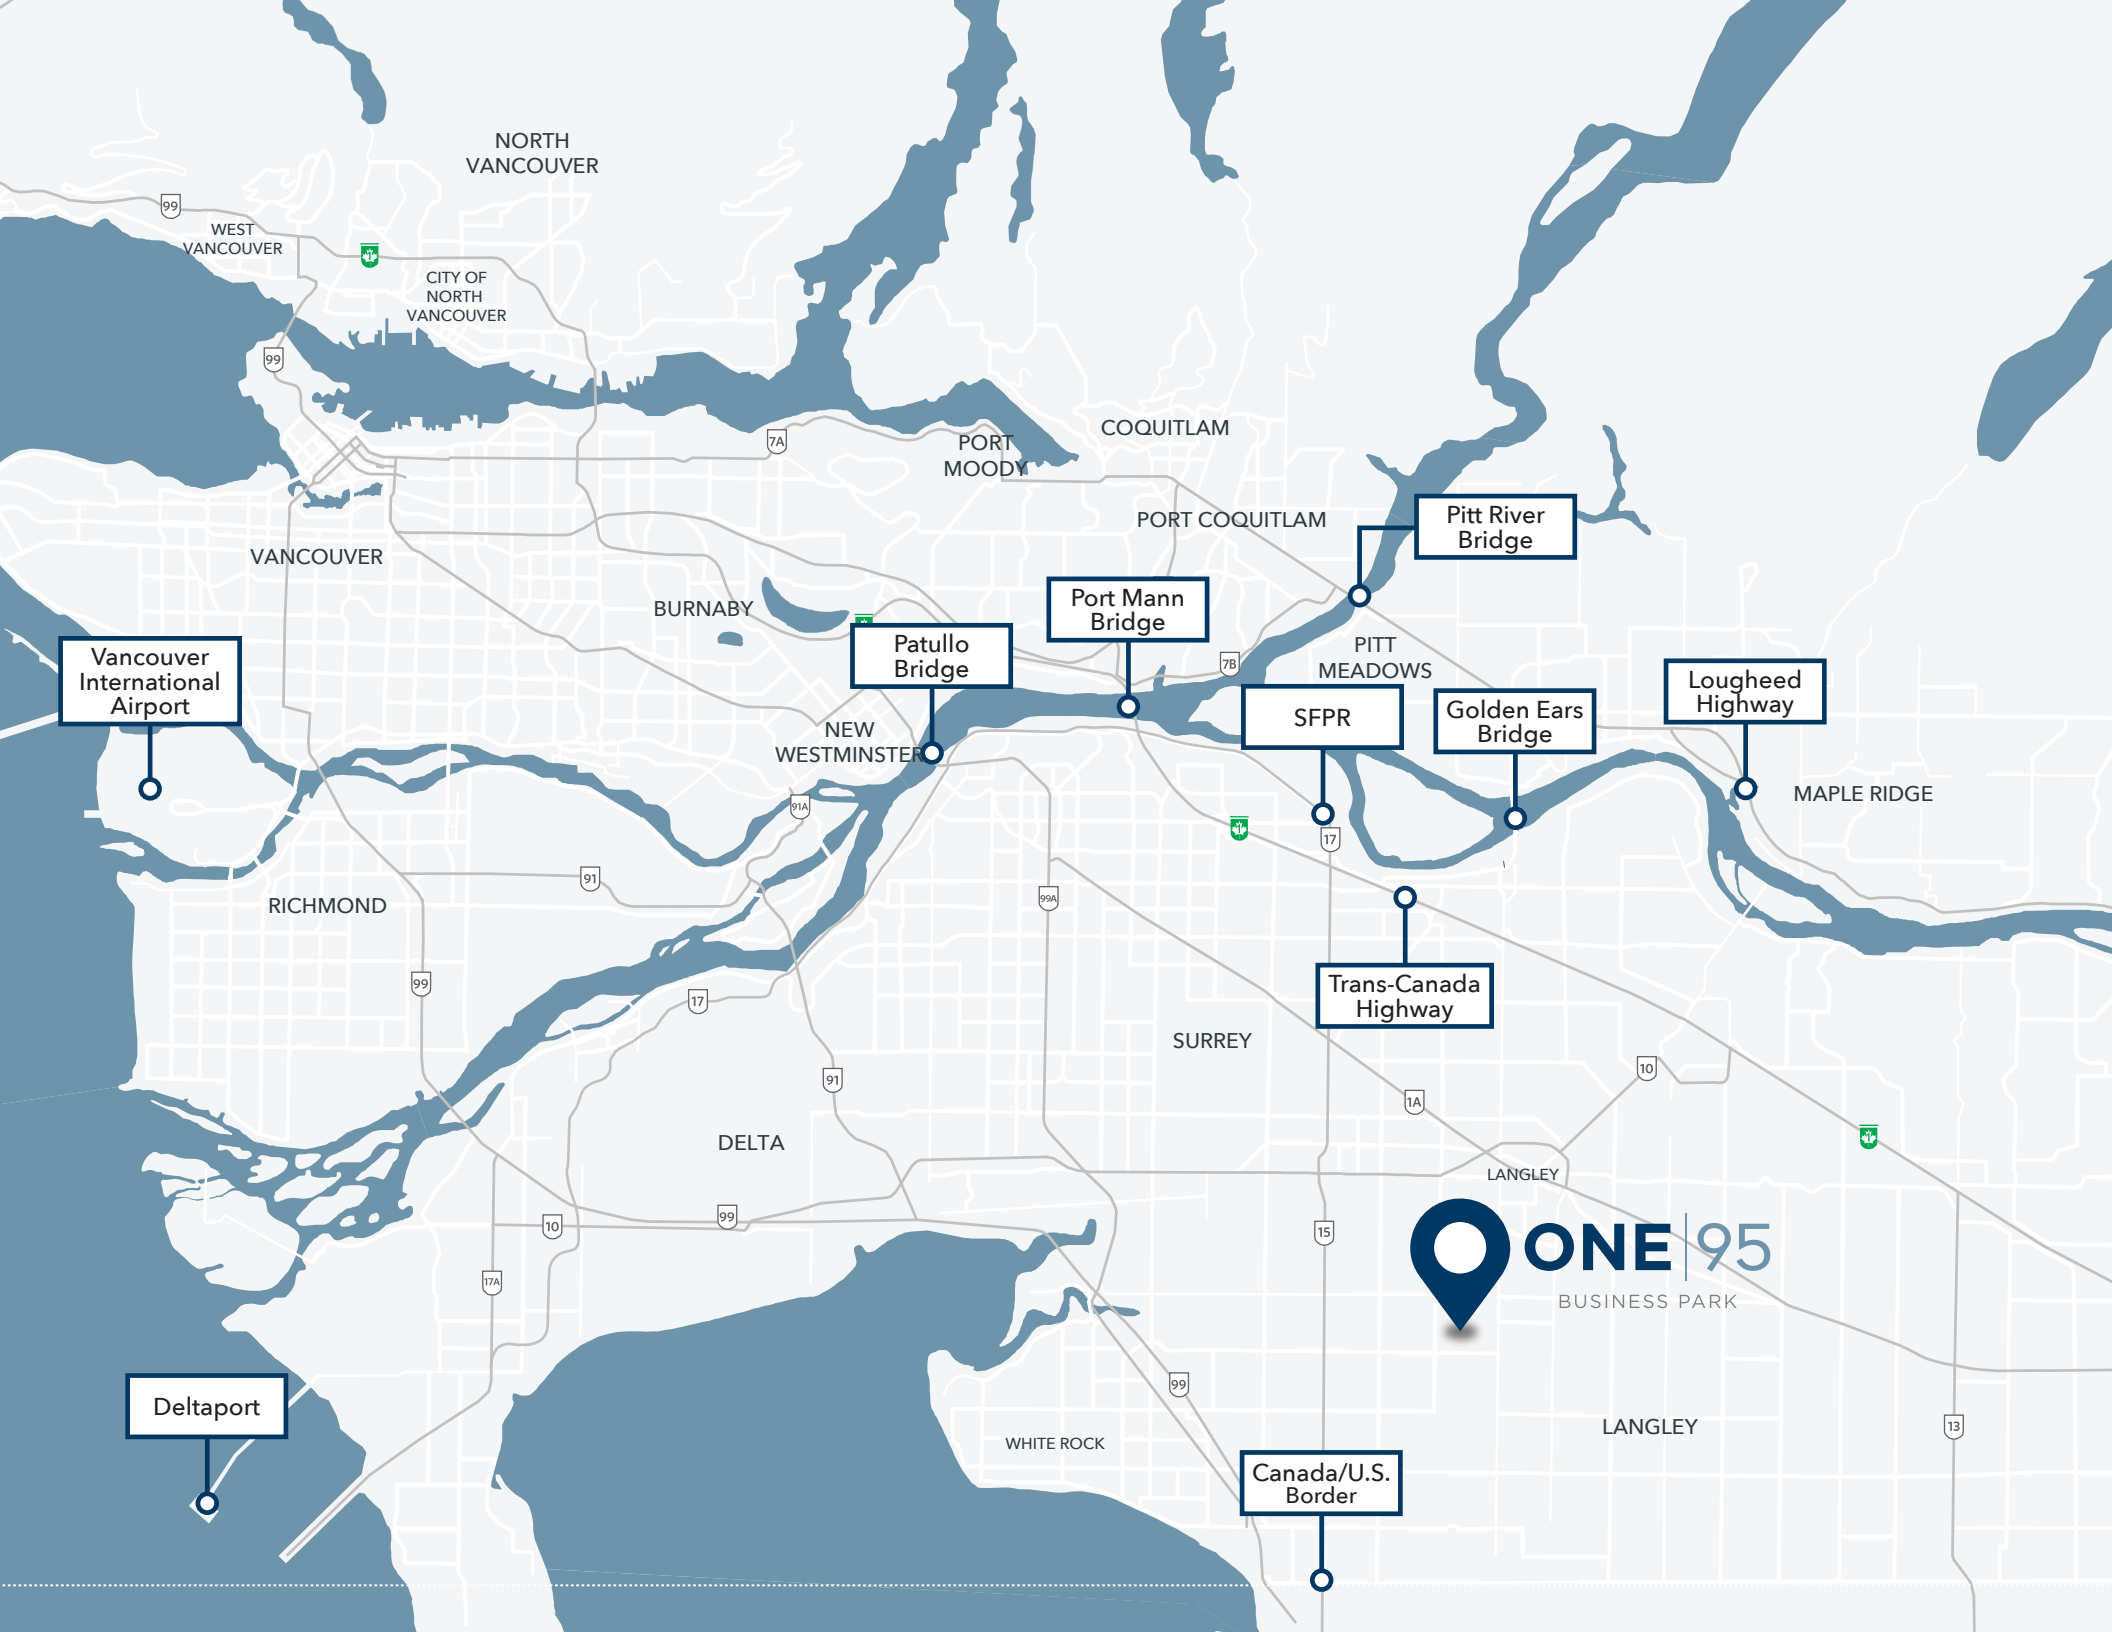 NORTH
VANCOUVER
99
WEST
VANCOUVER
1
CITY OF
NORTH
VANCOUVER
99
7A
PORT
MOODY
COQUITLAM
PORT COQUITLAM
Pitt River
Bridge
VANCOUVER
BURNABY
Port Mann
Bridge
Patullo
Bridge
7B
PITT
MEADOWS
Vancouver
International
Airport
Lougheed
Highway
SFPR
Golden Ears
Bridge
NEW
WESTMINSTER
91A
MAPLE RIDGE
1
17
91
99A
RICHMOND
99
17
Trans-Canada
Highway
SURREY
91
10
1A
1
DELTA
LANGLEY
99
10
15
ONE|95
BUSINESS PARK
17A
99
Deltaport
WHITE ROCK
LANGLEY
13
Canada/U.S.
Border